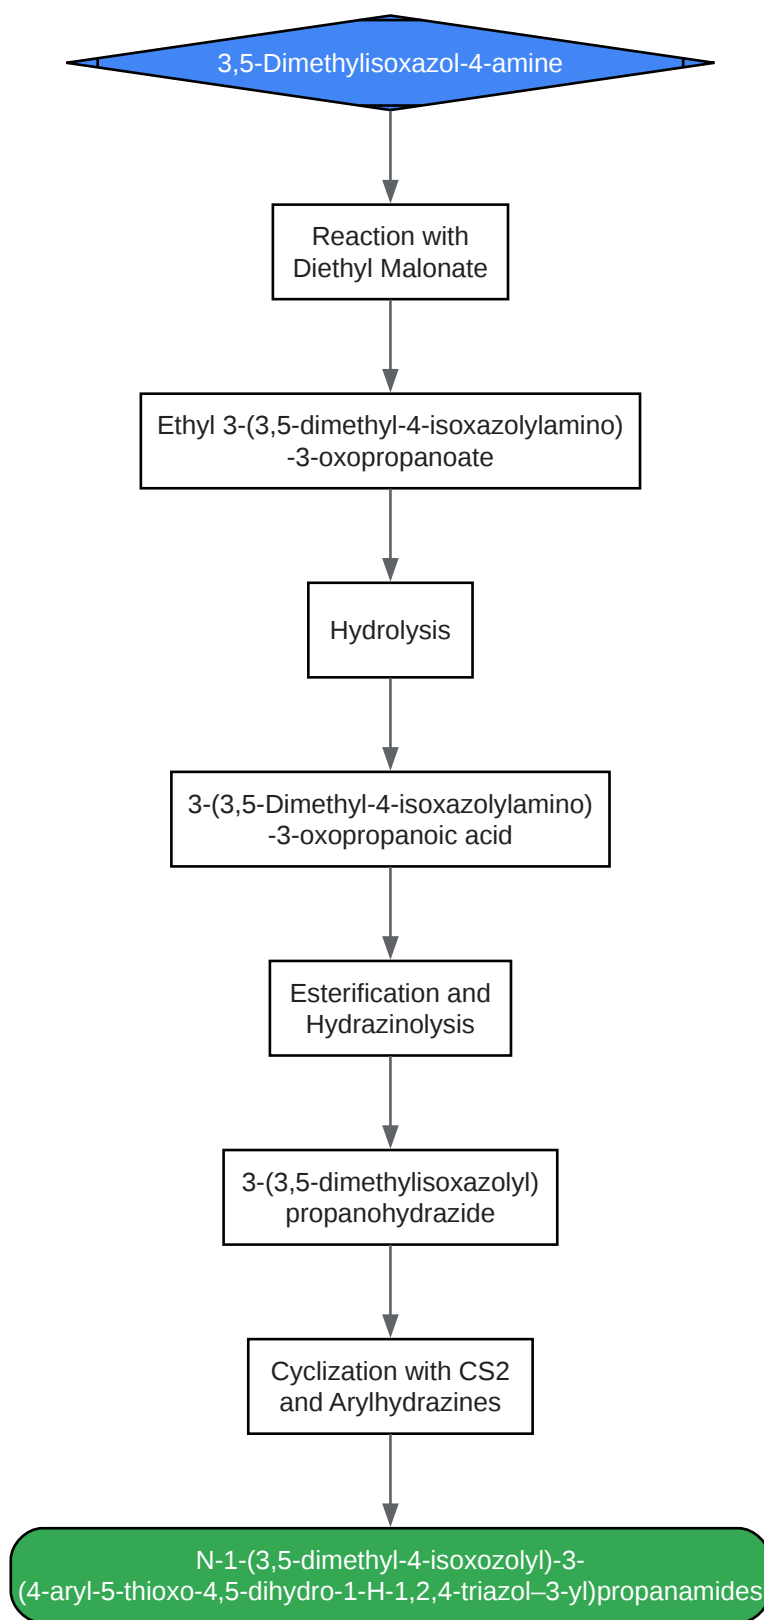 3,5-Dimethylisoxazol-4-amine
Reaction with
Diethyl Malonate
Ethyl 3-(3,5-dimethyl-4-isoxazolylamino)
-3-oxopropanoate
Hydrolysis
3-(3,5-Dimethyl-4-isoxazolylamino)
-3-oxopropanoic acid
Esterification and
Hydrazinolysis
3-(3,5-dimethylisoxazolyl)
propanohydrazide
Cyclization with CS2
and Arylhydrazines
N-1-(3,5-dimethyl-4-isoxozolyl)-3-
(4-aryl-5-thioxo-4,5-dihydro-1-H-1,2,4-triazol–3-yl)propanamides